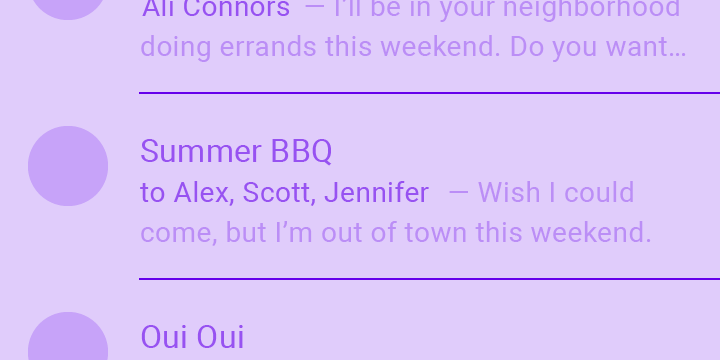 Ali Connors — I’ll be in your neighborhood
doing errands this weekend. Do you want…
Summer BBQ
to Alex, Scott, Jennifer — Wish I could
come, but I’m out of town this weekend.
Oui Oui